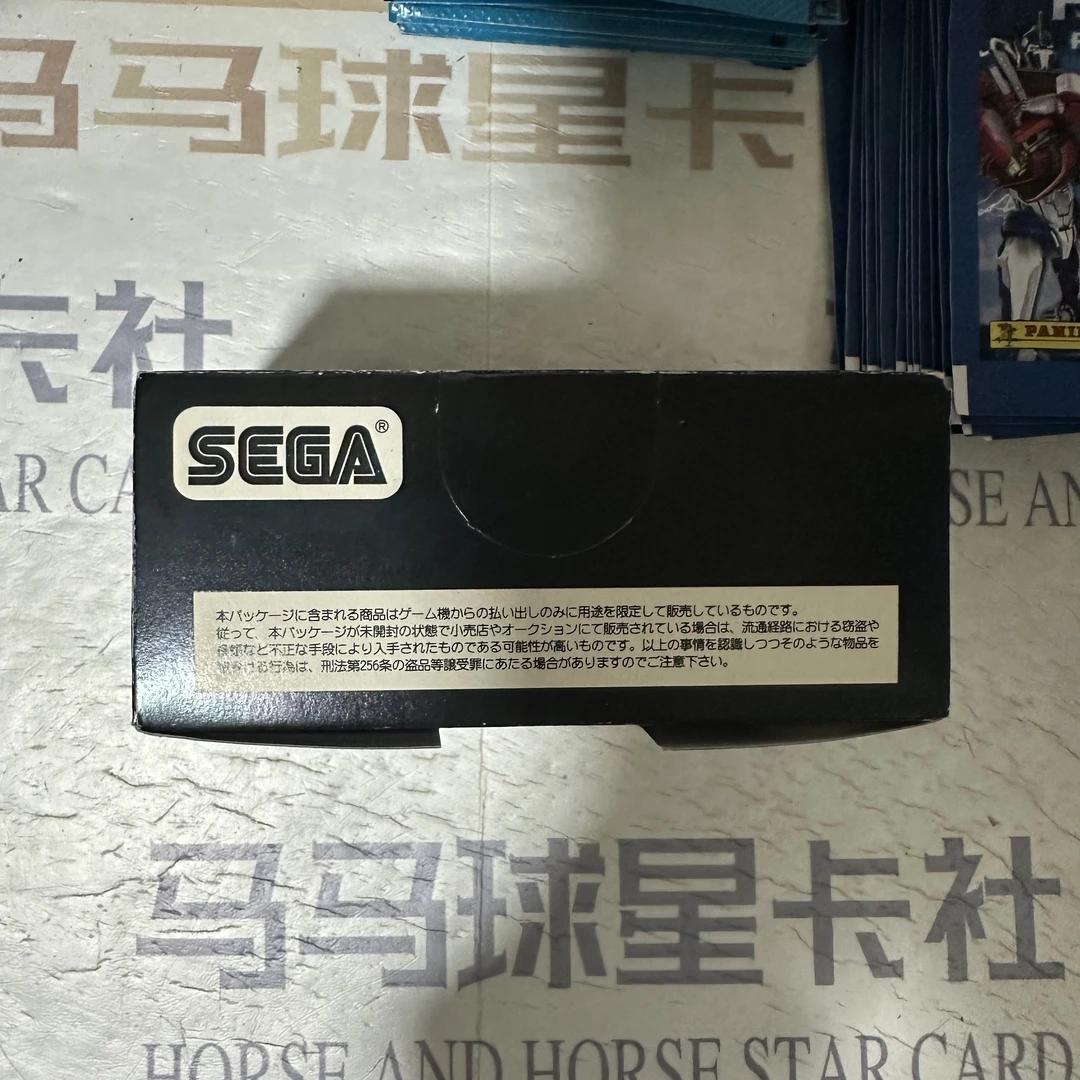 马马球星卡
卡社
PANI
SEGA®
STAR CA
HORSE AN
本パッケージに含まれる商品はゲーム機からの払い出しのみに用途を限定して販売しているものです。
従って、本パッケージが未開封の状態で小売店やオークションにて販売されている場合は、流通経路における窃盗や
など不正な手段により入手されたものである可能性が高いものです。以上の事情を認識しつつそのような物品を
る行為は、刑法第256条の盗品等譲受罪にあたる場合がありますのでご注意下さい。
马马球星卡社
HORSE AND HORSE STAR CARD